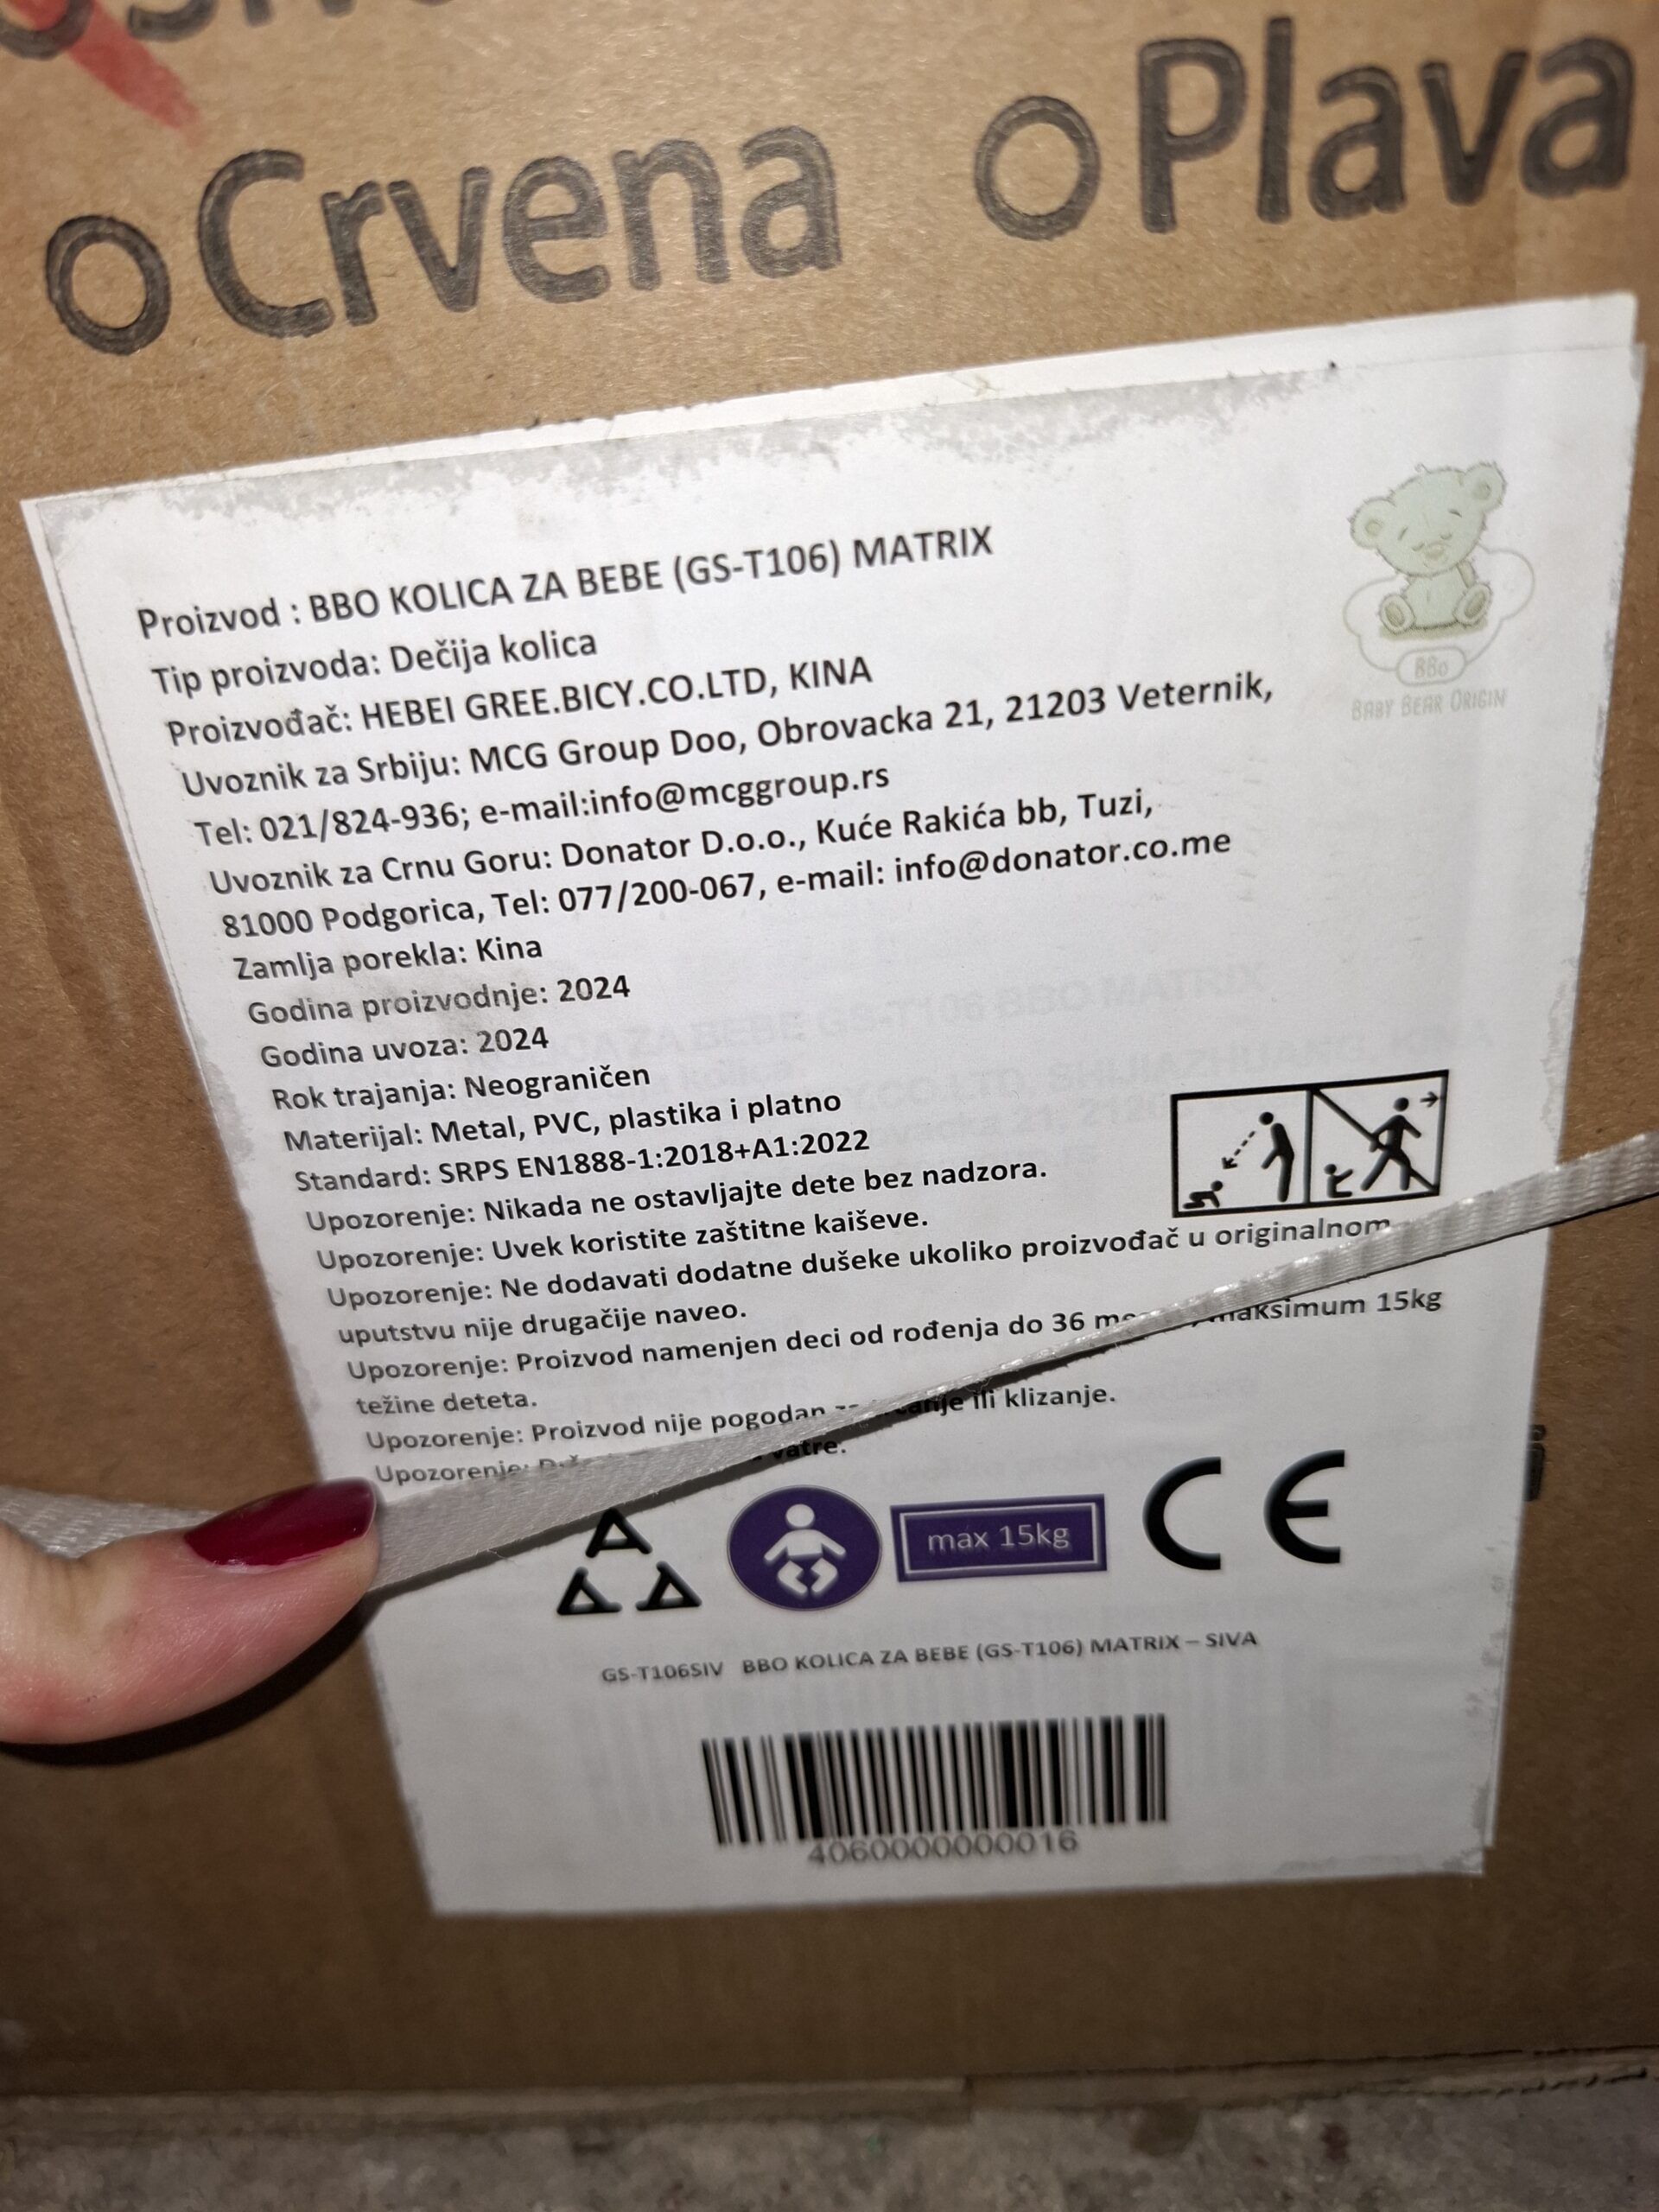 o Crvena o Plava
Proizvod : BBO KOLICA ZA BEBE (GS-T106) MATRIX
BBO
BABY BEAR ORIGIN
Tip proizvoda: Dečija kolica
Proizvođač: HEBEI GREE.BICY.CO.LTD, KINA
Uvoznik za Srbiju: MCG Group Doo, Obrovacka 21, 21203 Veternik,
Tel: 021/824-936; e-mail:info@mcggroup.rs
Uvoznik za Crnu Goru: Donator D.o.o., Kuće Rakića bb, Tuzi,
81000 Podgorica, Tel: 077/200-067, e-mail: info@donator.co.me
Zamlja porekla: Kina
Godina proizvodnje: 2024
Godina uvoza: 2024
Rok trajanja: Neograničen
Materijal: Metal, PVC, plastika i platno
Standard: SRPS EN1888-1:2018+A1:2022
Upozorenje: Nikada ne ostavljajte dete bez nadzora.
Upozorenje: Uvek koristite zaštitne kaiševe.
Upozorenje: Ne dodavati dodatne dušeke ukoliko proizvođač u originalnom
uputstvu nije drugačije naveo.
Upozorenje: Proizvod namenjen deci od rođenja do 36 maksimum 15kg
težine deteta.
Upozorenje: Proizvod nije pogodan ili klizanje.
Upozorenje: vatre.
max 15kg
CE
GS-T106SIV BBO KOLICA ZA BEBE (GS-T106) MATRIX – SIVA
4060000000016